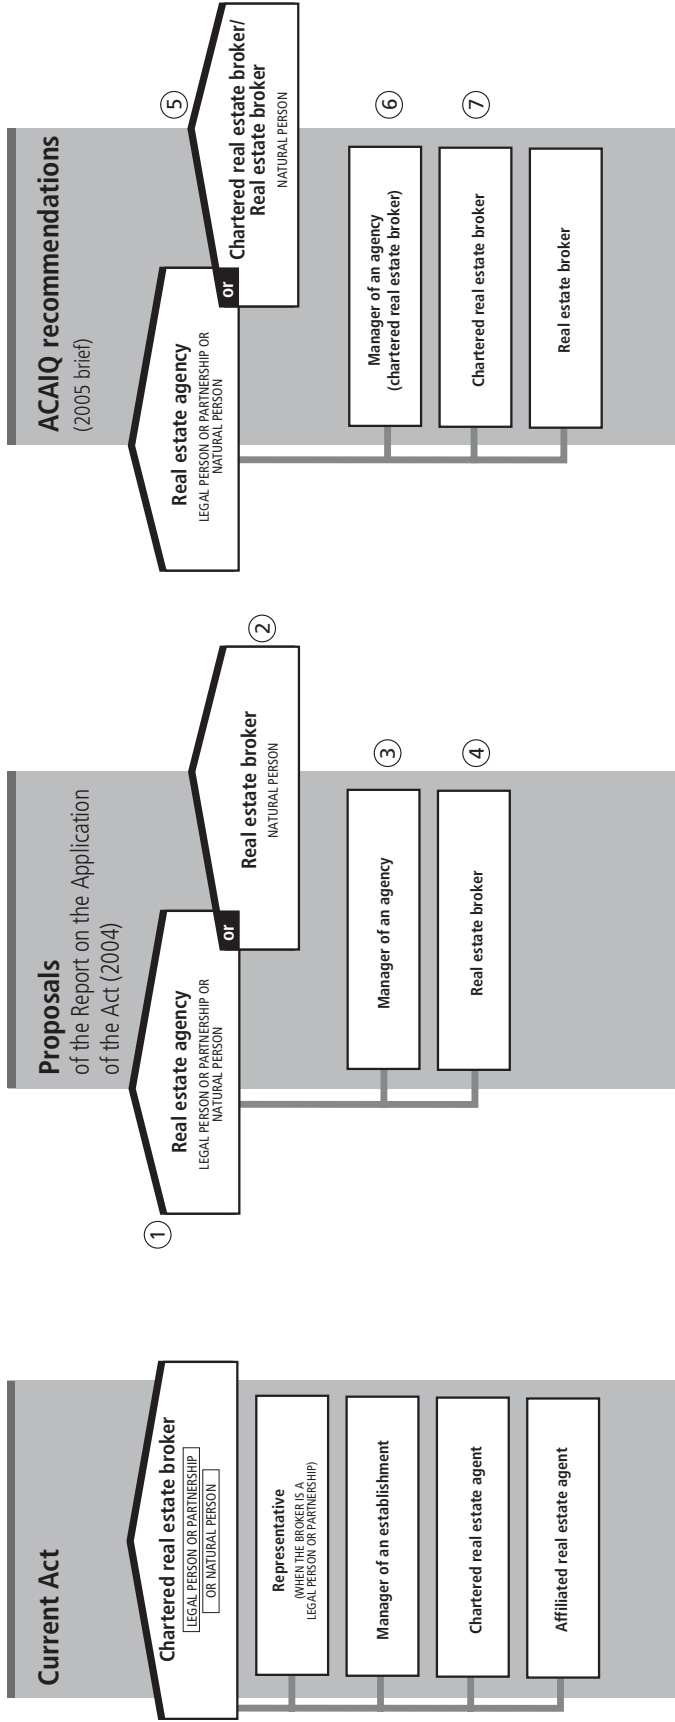 Current Act
Chartered real estate broker
LEGAL PERSON OR PARTNERSHIP
OR NATURAL PERSON
Representative
(WHEN THE BROKER IS A
LEGAL PERSON OR PARTNERSHIP)
Manager of an establishment
Chartered real estate agent
Affiliated real estate agent
Proposals
of the Report on the Application
of the Act (2004)
1
Real estate agency
LEGAL PERSON OR PARTNERSHIP OR
NATURAL PERSON
or
2
Real estate broker
NATURAL PERSON
Manager of an agency
3
Real estate broker
4
ACAIQ recommendations
(2005 brief)
Real estate agency
LEGAL PERSON OR PARTNERSHIP OR
NATURAL PERSON
or
5
Chartered real estate broker/
Real estate broker
NATURAL PERSON
Manager of an agency
(chartered real estate broker)
6
Chartered real estate broker
7
Real estate broker